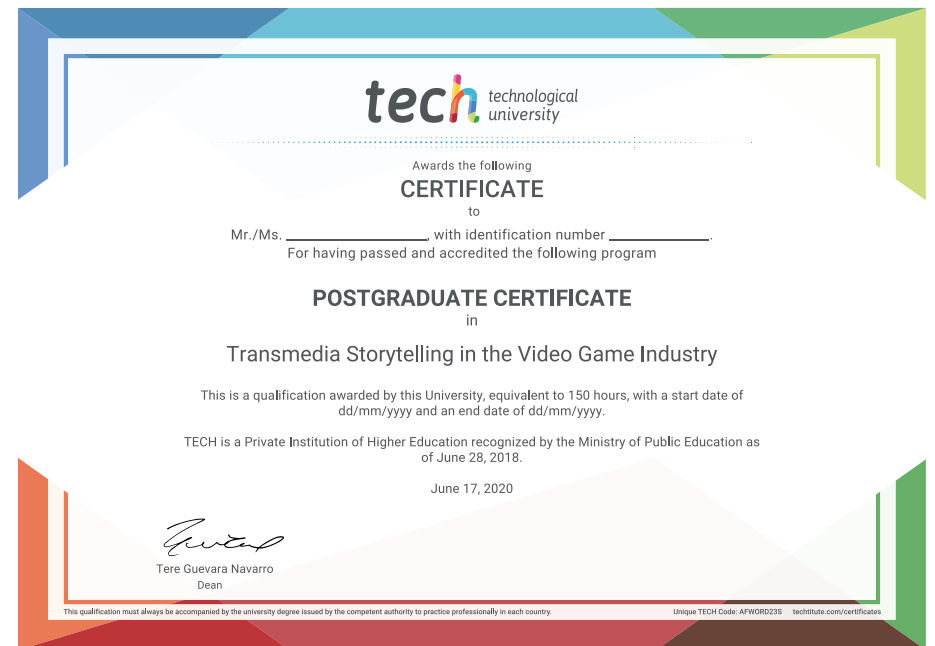 tech technological
university
Awards the following
CERTIFICATE
to
Mr./Ms. ____________________, with identification number ______________.
For having passed and accredited the following program
POSTGRADUATE CERTIFICATE
in
Transmedia Storytelling in the Video Game Industry
This is a qualification awarded by this University, equivalent to 150 hours, with a start date of
dd/mm/yyyy and an end date of dd/mm/yyyy.
TECH is a Private Institution of Higher Education recognized by the Ministry of Public Education as
of June 28, 2018.
June 17, 2020
Tere Guevara Navarro
Dean
This qualification must always be accompanied by the university degree issued by the competent authority to practice professionally in each country.
Unique TECH Code: AFWORD23S techtitute.com/certificates